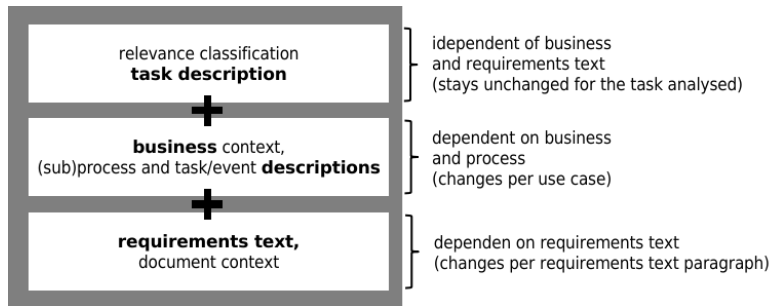 relevance classification
task description
idependent of business
and requirements text
(stays unchanged for the task analysed)
business context,
(sub)process and task/event descriptions
dependent on business
and process
(changes per use case)
requirements text,
document context
dependen on requirements text
(changes per requirements text paragraph)